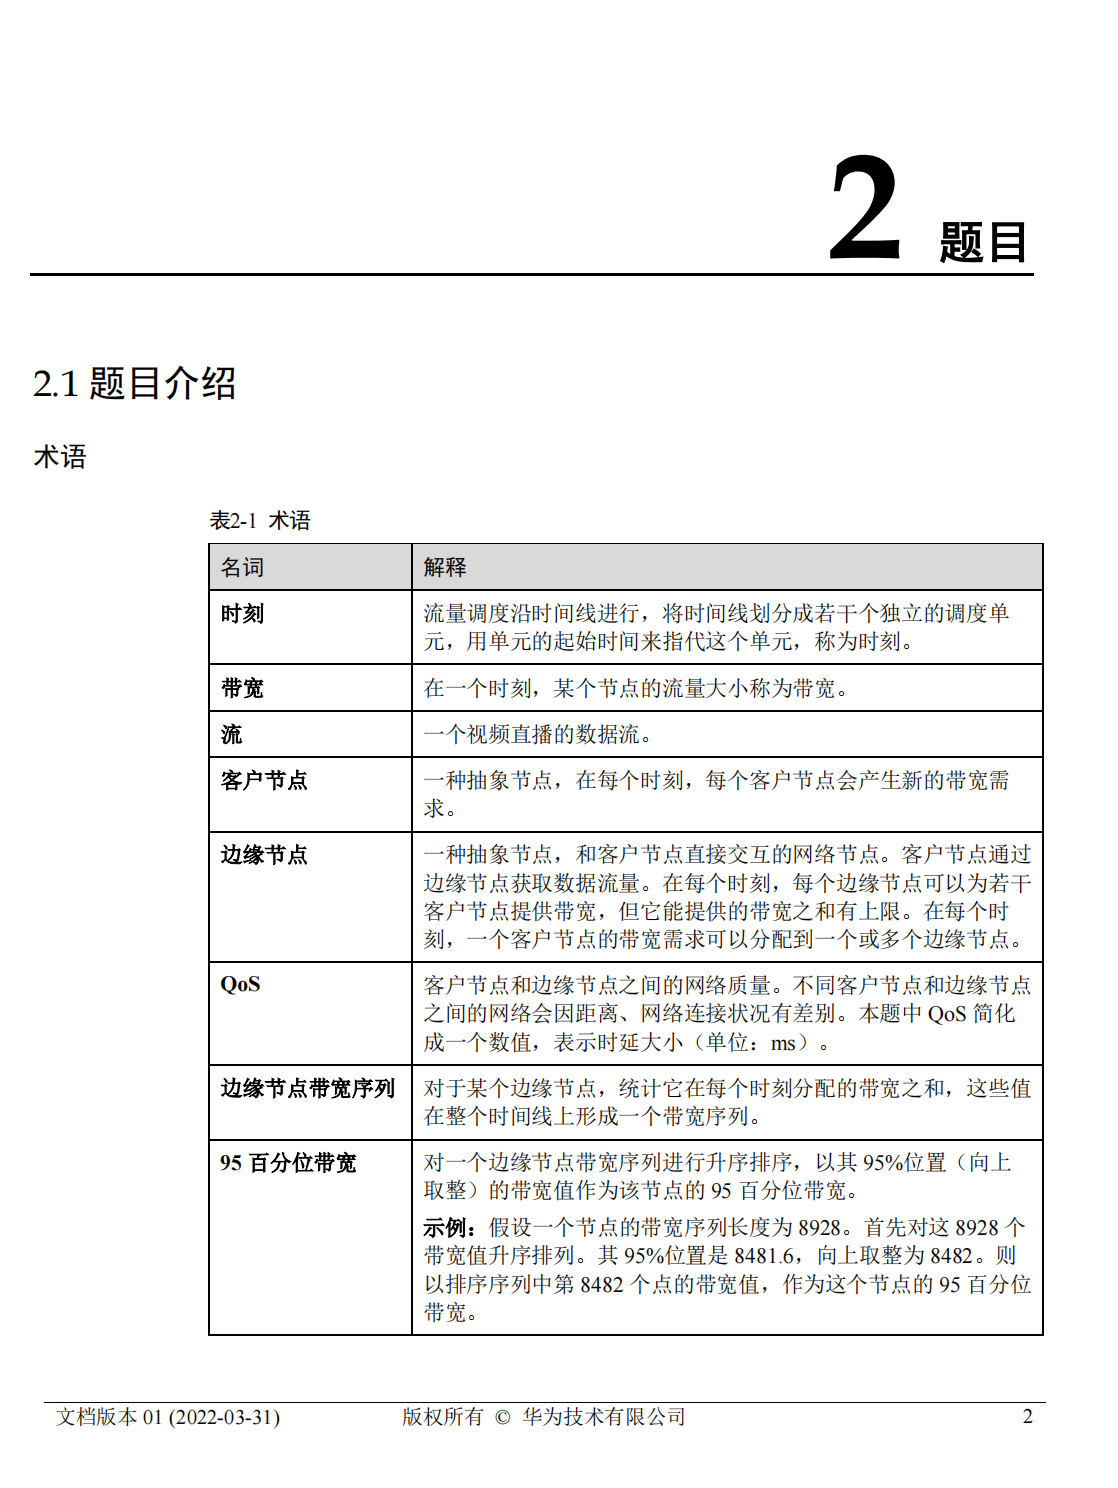 2 题目
2.1 题目介绍
术语
表2-1 术语
名词 解释
时刻 流量调度沿时间线进行，将时间线划分成若干个独立的调度单
元，用单元的起始时间来指代这个单元，称为时刻。
带宽 在一个时刻，某个节点的流量大小称为带宽。
流 一个视频直播的数据流。
客户节点 一种抽象节点，在每个时刻，每个客户节点会产生新的带宽需
求。
边缘节点 一种抽象节点，和客户节点直接交互的网络节点。客户节点通过
边缘节点获取数据流量。在每个时刻，每个边缘节点可以为若干
客户节点提供带宽，但它能提供的带宽之和有上限。在每个时
刻，一个客户节点的带宽需求可以分配到一个或多个边缘节点。
QoS 客户节点和边缘节点之间的网络质量。不同客户节点和边缘节点
之间的网络会因距离、网络连接状况有差别。本题中 QoS 简化
成一个数值，表示时延大小（单位：ms）。
边缘节点带宽序列 对于某个边缘节点，统计它在每个时刻分配的带宽之和，这些值
在整个时间线上形成一个带宽序列。
95 百分位带宽 对一个边缘节点带宽序列进行升序排序，以其 95%位置（向上
取整）的带宽值作为该节点的 95 百分位带宽。
示例：假设一个节点的带宽序列长度为 8928。首先对这 8928 个
带宽值升序排列。其 95%位置是 8481.6，向上取整为 8482。则
以排序序列中第 8482 个点的带宽值，作为这个节点的 95 百分位
带宽。
文档版本 01 (2022-03-31) 版权所有 © 华为技术有限公司 2